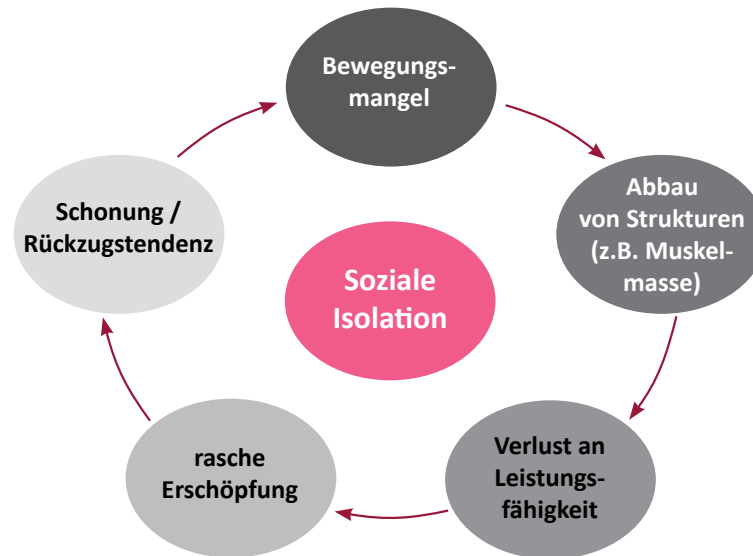 Bewegungs-
mangel
Abbau
von Strukturen
(z.B. Muskel-
masse)
Verlust an
Leistungs-
fähigkeit
rasche
Erschöpfung
Schonung /
Rückzugstendenz
Soziale
Isolation